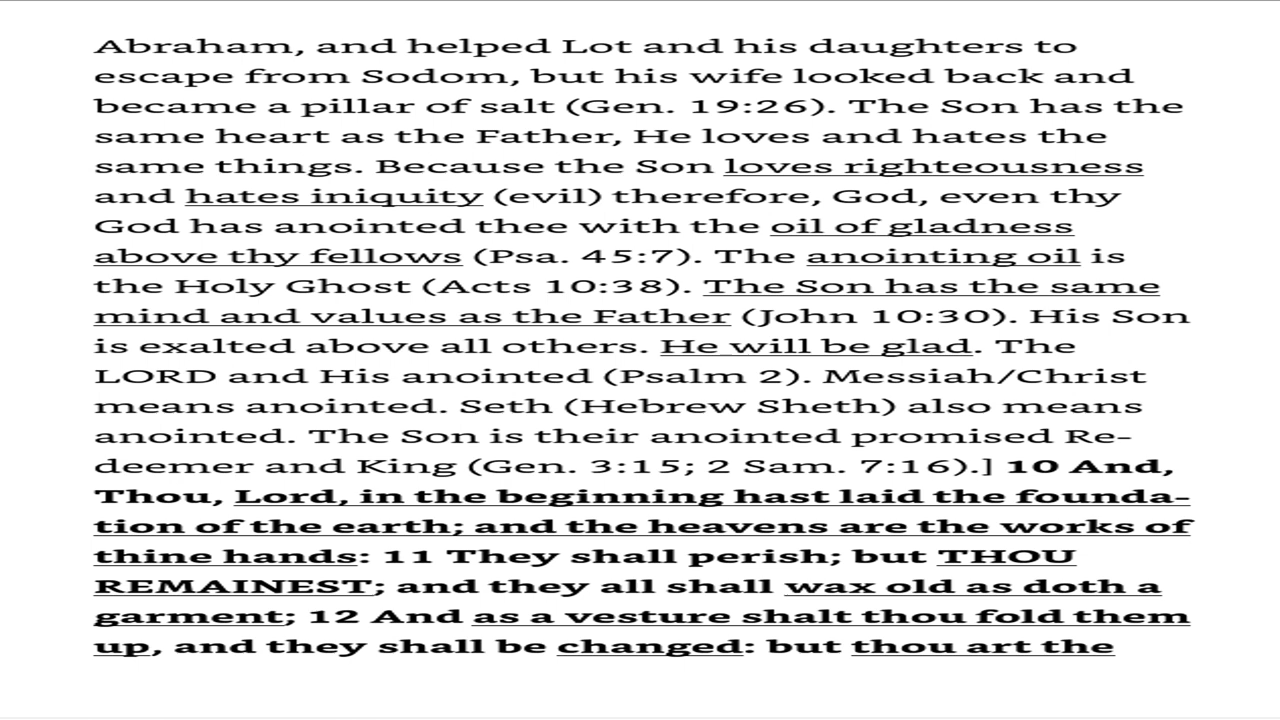 Abraham, and helped Lot and his daughters to
escape from Sodom, but his wife looked back and
became a pillar of salt (Gen. 19:26). The Son has the
same heart as the Father, He loves and hates the
same things. Because the Son loves righteousness
and hates iniquity (evil) therefore, God, even thy
God has anointed thee with the oil of gladness
above thy fellows (Psa. 45:7). The anointing oil is
the Holy Ghost (Acts 10:38). The Son has the same
mind and values as the Father (John 10:30). His Son
is exalted above all others. He will be glad. The
LORD and His anointed (Psalm 2). Messiah/Christ
means anointed. Seth (Hebrew Sheth) also means
anointed. The Son is their anointed promised Re-
deemer and King (Gen. 3:15; 2 Sam. 7:16).] 10 And,
Thou, Lord, in the beginning hast laid the founda-
tion of the earth; and the heavens are the works of
thine hands: 11 They shall perish; but THOU
REMAINEST; and they all shall wax old as doth a
garment; 12 And as a vesture shalt thou fold them
up, and they shall be changed: but thou art the